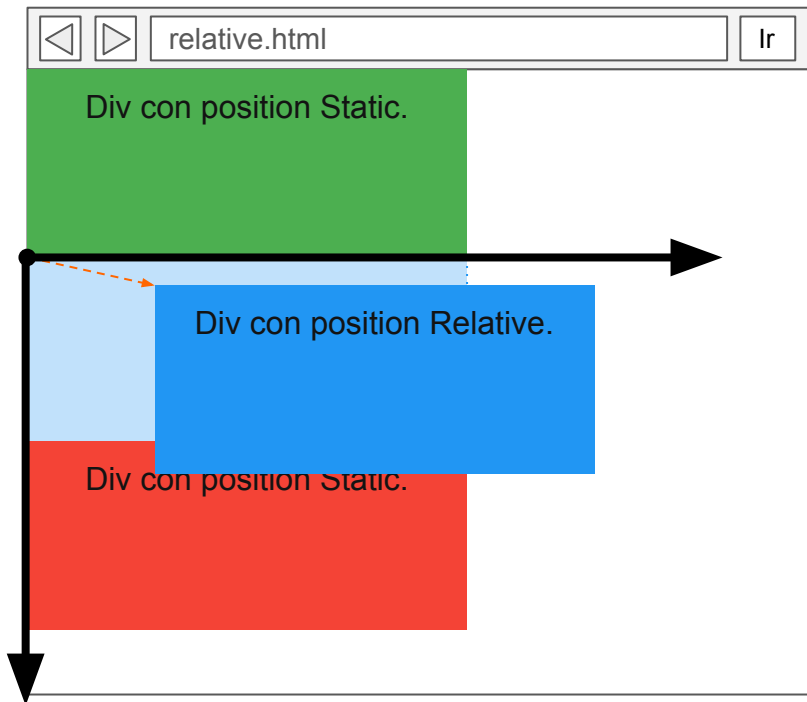 relative.html
Ir
Div con position Static.
Div con position Relative.
Div con position Static.